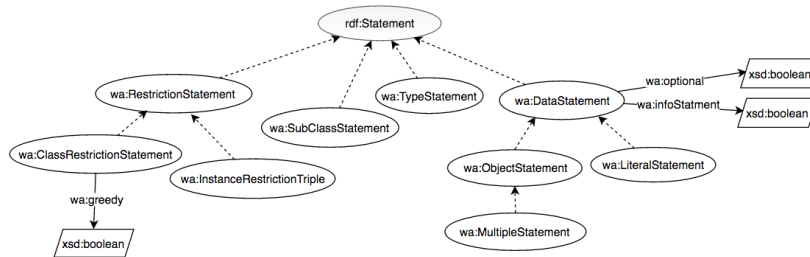 rdf:Statement
wa:RestrictionStatement
wa:TypeStatement
wa:DataStatement
wa:optional
xsd:boolean
wa:infoStatment
xsd:boolean
wa:SubClassStatement
wa:ClassRestrictionStatement
wa:InstanceRestrictionTriple
wa:ObjectStatement
wa:LiteralStatement
wa:greedy
wa:MultipleStatement
xsd:boolean